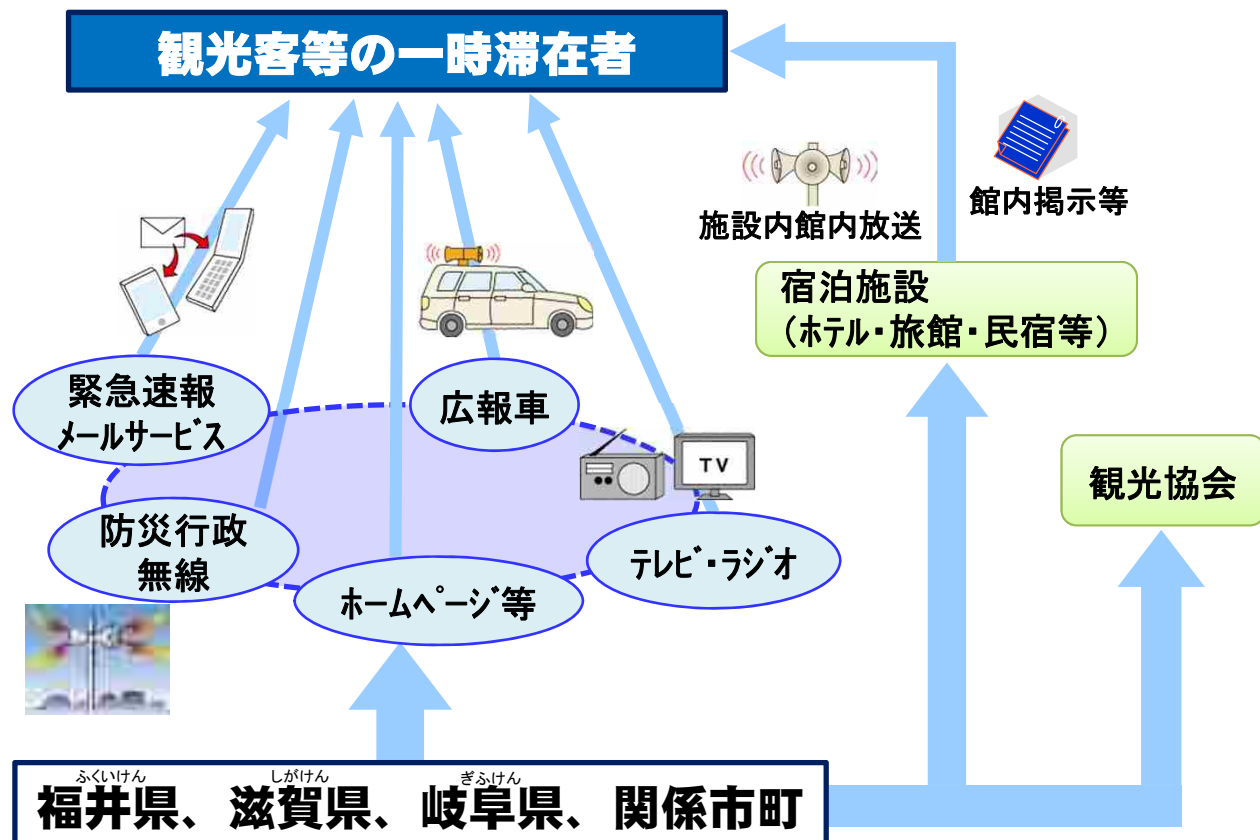 観光客等の一時滞在者
館内掲示等
施設内館内放送
宿泊施設
（ホテル・旅館・民宿等）
緊急速報
メールサービス
広報車
TV
観光協会
防災行政
無線
テレビ・ラジオ
ホームページ等
ふくいけん しがけん ぎふけん
福井県、滋賀県、岐阜県、関係市町